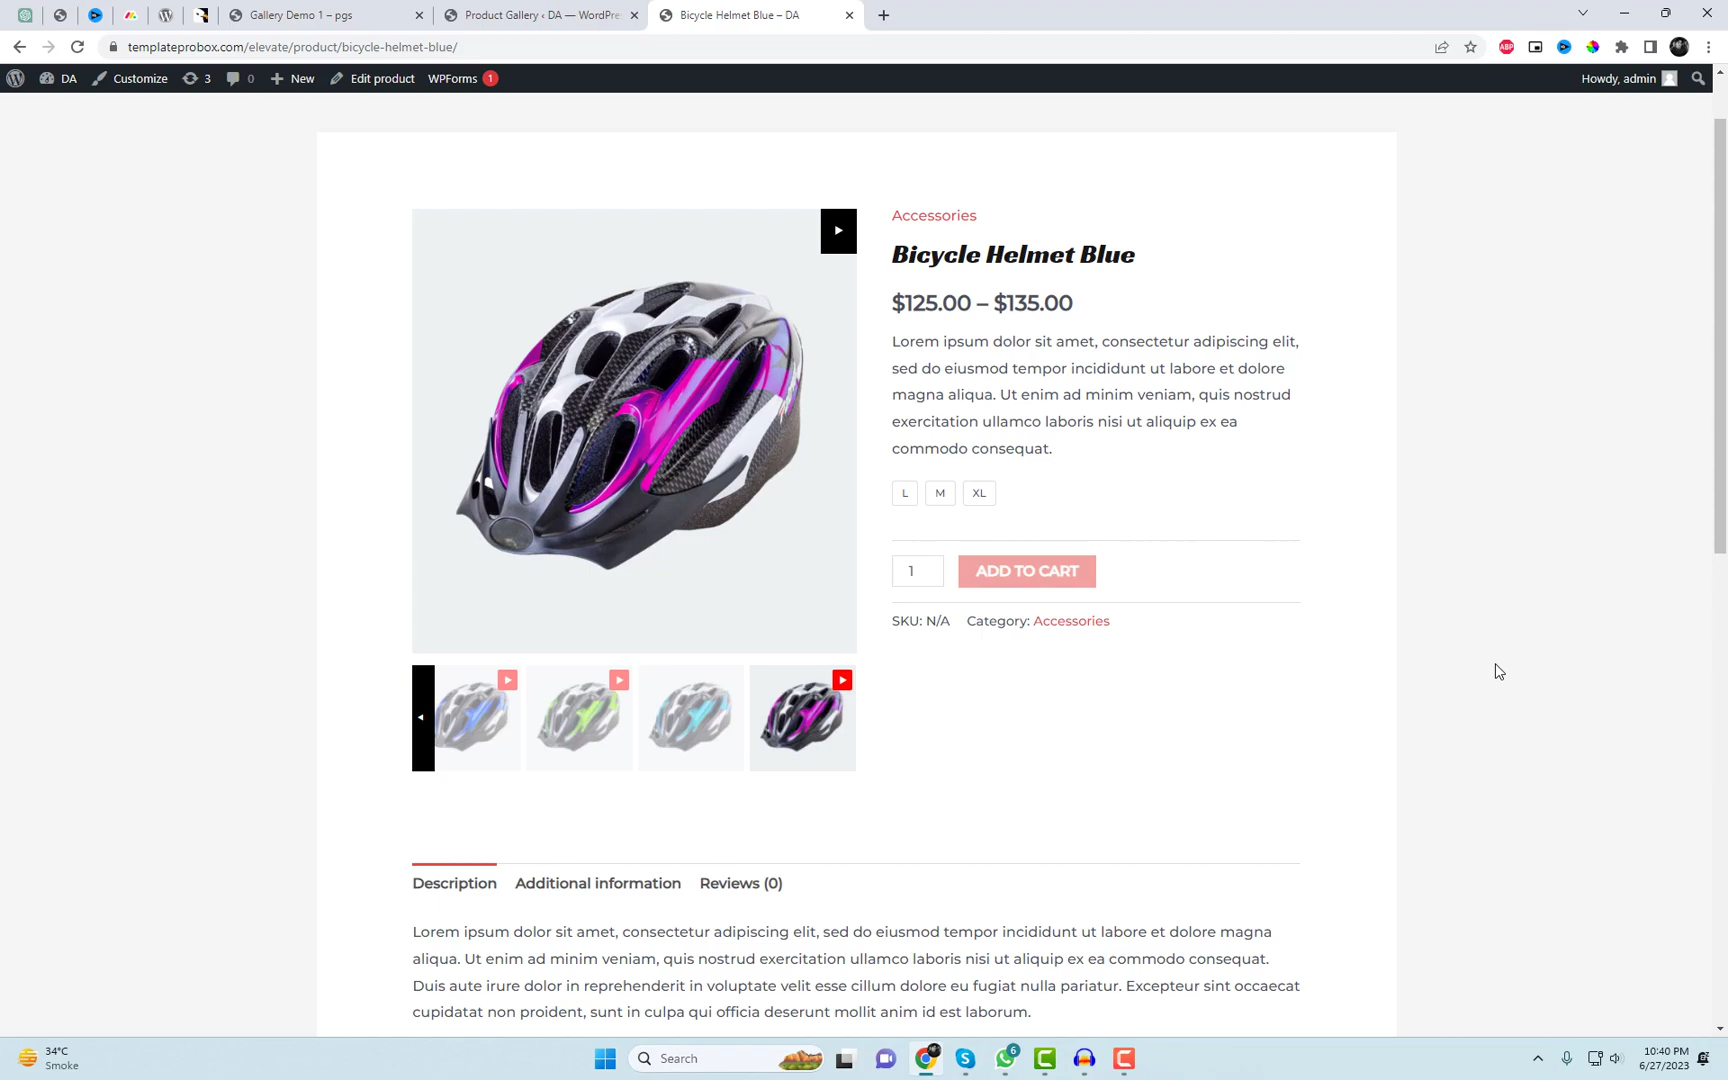 Gallery Demo 1 – pgs
Product Gallery ‹ DA — WordPre
Bicycle Helmet Blue – DA
templateprobox.com/elevate/product/bicycle-helmet-blue/
ABP
DA
Customize
3
0
New
Edit product
WPForms
1
Howdy, admin
Accessories
Bicycle Helmet Blue
$125.00 – $135.00
Lorem ipsum dolor sit amet, consectetur adipiscing elit,
sed do eiusmod tempor incididunt ut labore et dolore
magna aliqua. Ut enim ad minim veniam, quis nostrud
exercitation ullamco laboris nisi ut aliquip ex ea
commodo consequat.
L
M
XL
1
ADD TO CART
SKU: N/A
Category: Accessories
Description
Additional information
Reviews (0)
Lorem ipsum dolor sit amet, consectetur adipiscing elit, sed do eiusmod tempor incididunt ut labore et dolore magna
aliqua. Ut enim ad minim veniam, quis nostrud exercitation ullamco laboris nisi ut aliquip ex ea commodo consequat.
Duis aute irure dolor in reprehenderit in voluptate velit esse cillum dolore eu fugiat nulla pariatur. Excepteur sint occaecat
cupidatat non proident, sunt in culpa qui officia deserunt mollit anim id est laborum.
34°C
Smoke
Search
6
10:40 PM
6/27/2023